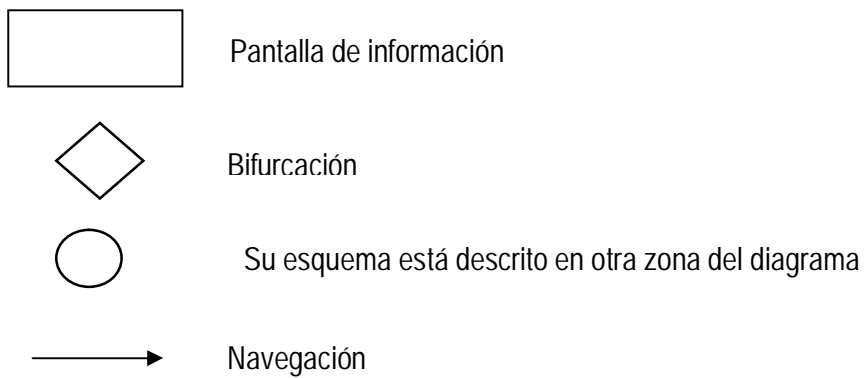 Pantalla de información
Bifurcación
Su esquema está descrito en otra zona del diagrama
Navegación